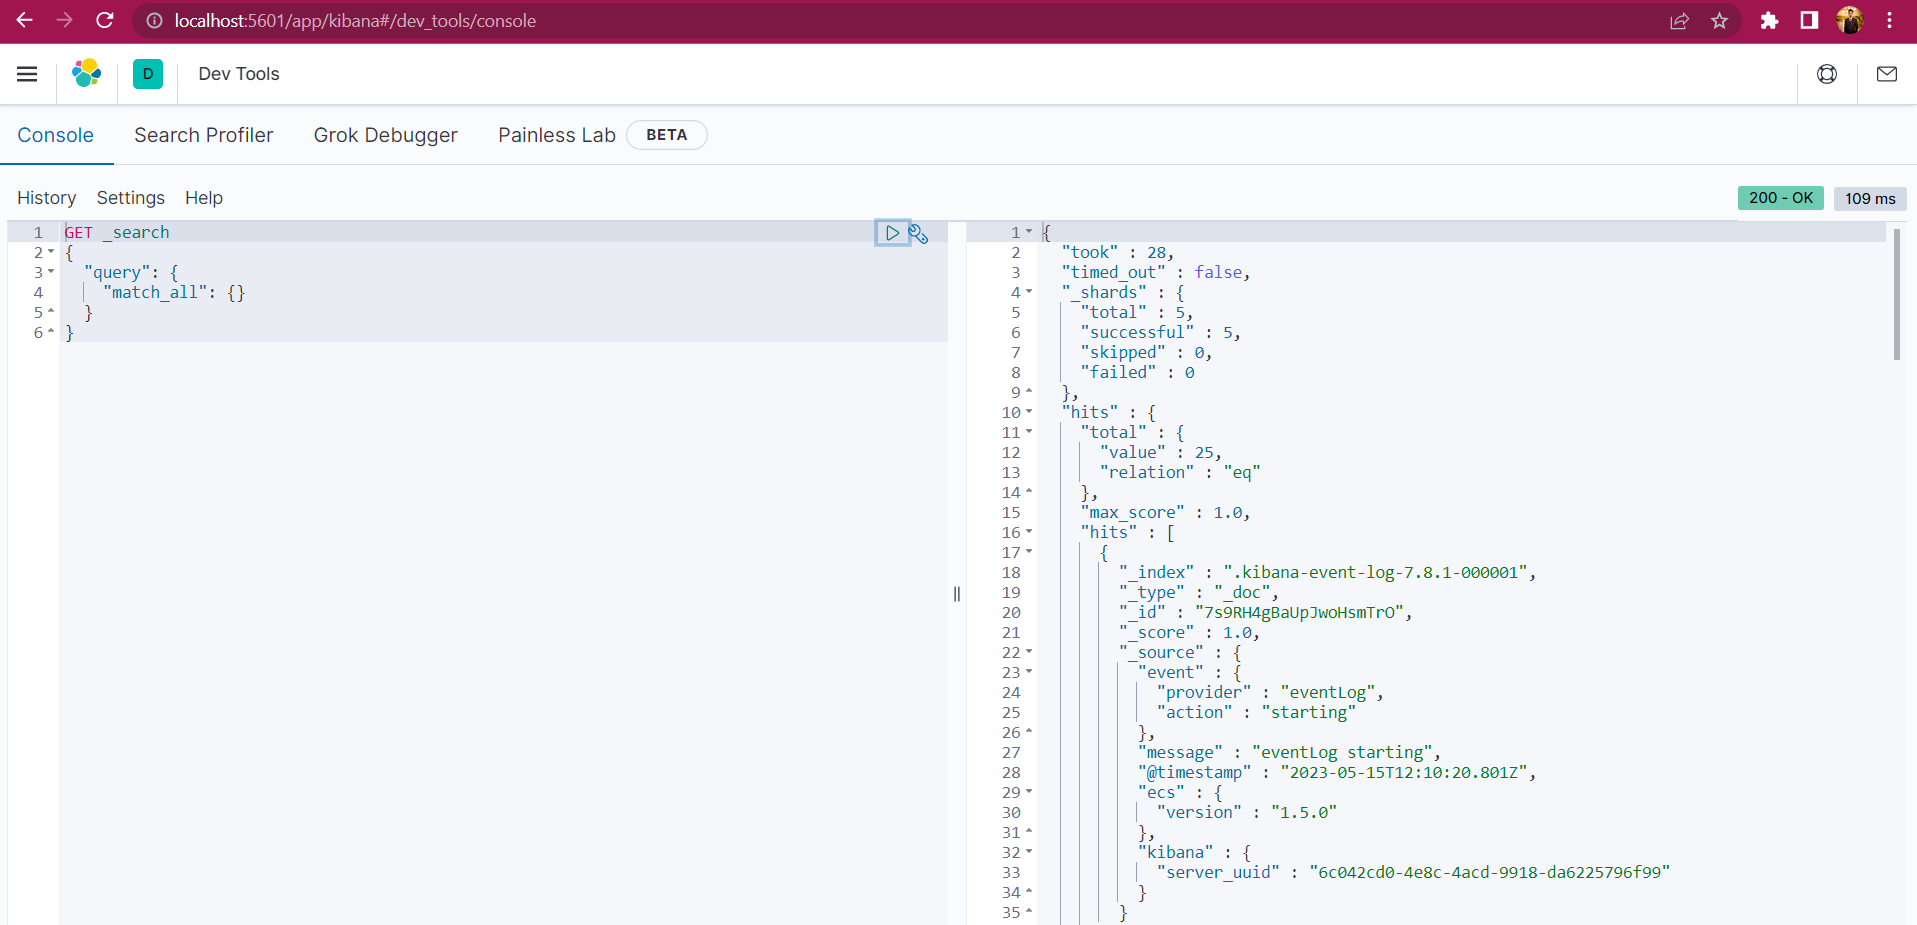 localhost:5601/app/kibana#/dev_tools/console
D
Dev Tools
Console Search Profiler Grok Debugger Painless Lab BETA
History Settings Help
200 - OK 109 ms
1 GET _search
2 {
3 "query": {
4 "match_all": {}
5 }
6 }
1 {
2 "took" : 28,
3 "timed_out" : false,
4 "_shards" : {
5 "total" : 5,
6 "successful" : 5,
7 "skipped" : 0,
8 "failed" : 0
9 },
10 "hits" : {
11 "total" : {
12 "value" : 25,
13 "relation" : "eq"
14 },
15 "max_score" : 1.0,
16 "hits" : [
17 {
18 "_index" : ".kibana-event-log-7.8.1-000001",
19 "_type" : "_doc",
20 "_id" : "7s9RH4gBaUpJwoHsmTrO",
21 "_score" : 1.0,
22 "_source" : {
23 "event" : {
24 "provider" : "eventLog",
25 "action" : "starting"
26 },
27 "message" : "eventLog starting",
28 "@timestamp" : "2023-05-15T12:10:20.801Z",
29 "ecs" : {
30 "version" : "1.5.0"
31 },
32 "kibana" : {
33 "server_uuid" : "6c042cd0-4e8c-4acd-9918-da6225796f99"
34 }
35 }